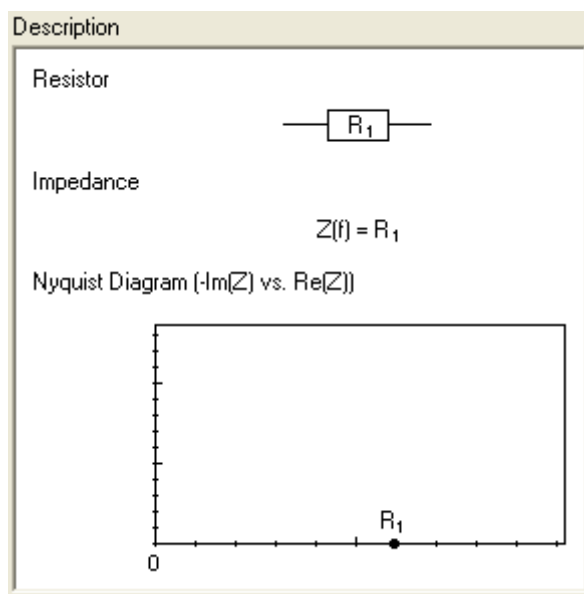 Description
Resistor
R₁
Impedance
Z(f) = R₁
Nyquist Diagram (-Im(Z) vs. Re(Z))
R₁
0